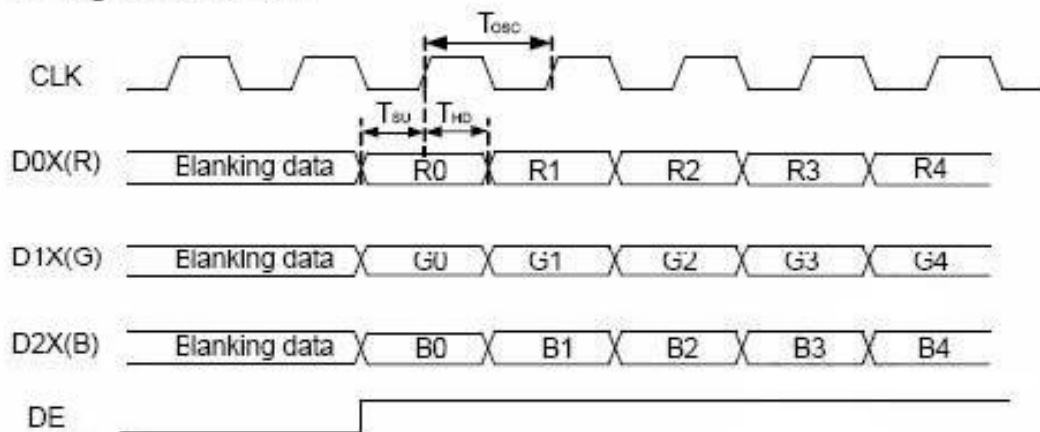 Tosc
CLK
TSU THD
D0X(R) Elanking data R0 R1 R2 R3 R4
D1X(G) Elanking data G0 G1 G2 G3 G4
D2X(B) Elanking data B0 B1 B2 B3 B4
DE